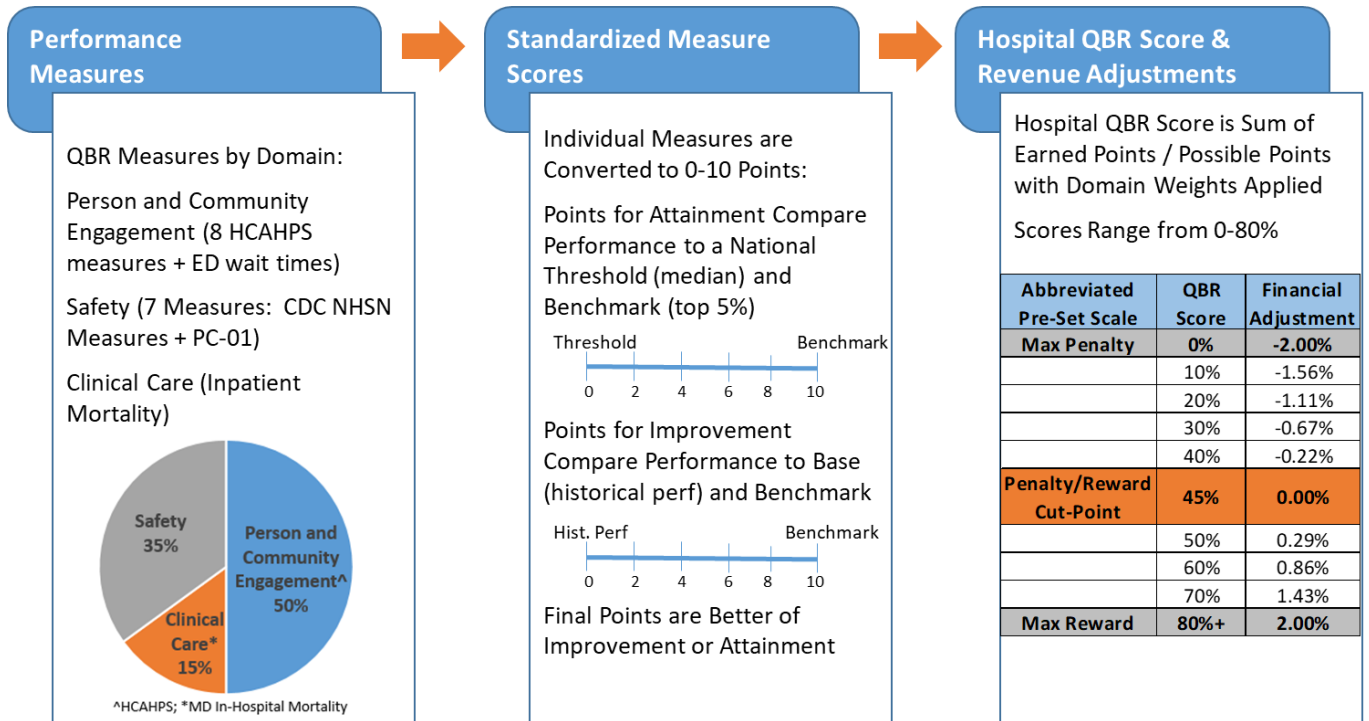 Performance
Measures
QBR Measures by Domain:
Person and Community
Engagement (8 HCAHPS
measures + ED wait times)
Safety (7 Measures: CDC NHSN
Measures + PC-01)
Clinical Care (Inpatient
Mortality)
Safety
35%
Person and
Community
Engagement^
50%
Clinical
Care*
15%
^HCAHPS; *MD In-Hospital Mortality
Standardized Measure
Scores
Individual Measures are
Converted to 0-10 Points:
Points for Attainment Compare
Performance to a National
Threshold (median) and
Benchmark (top 5%)
Threshold Benchmark
0 2 4 6 8 10
Points for Improvement
Compare Performance to Base
(historical perf) and Benchmark
Hist. Perf Benchmark
0 2 4 6 8 10
Final Points are Better of
Improvement or Attainment
Hospital QBR Score &
Revenue Adjustments
Hospital QBR Score is Sum of
Earned Points / Possible Points
with Domain Weights Applied
Scores Range from 0-80%
Abbreviated QBR Financial
Pre-Set Scale Score Adjustment
Max Penalty 0% -2.00%
10% -1.56%
20% -1.11%
30% -0.67%
40% -0.22%
Penalty/Reward
Cut-Point 45% 0.00%
50% 0.29%
60% 0.86%
70% 1.43%
Max Reward 80%+ 2.00%